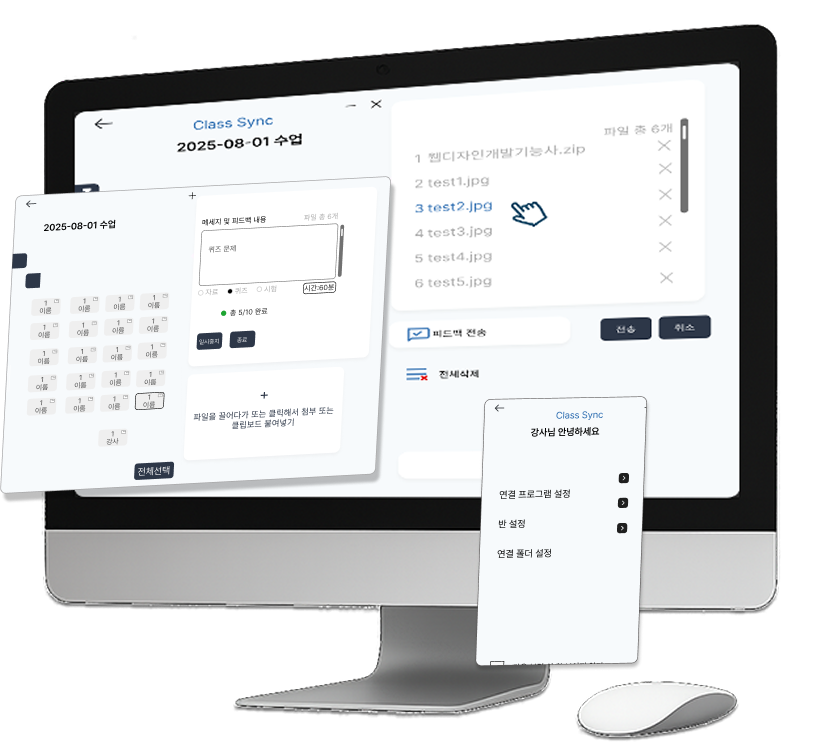 Class Sync
2025-08-01 수업
파일 총 6개
1 웹디자인개발기능사.zip
2 test1.jpg
3 test2.jpg
4 test3.jpg
5 test4.jpg
6 test5.jpg
피드백 전송
전송
취소
전세삭제
2025-08-01 수업
1
이름
1
이름
1
이름
1
이름
1
이름
1
이름
1
이름
1
이름
1
이름
1
이름
1
이름
1
이름
1
이름
1
이름
1
이름
1
이름
1
이름
1
이름
1
이름
1
이름
1
강사
전체선택
메세지 및 피드백 내용
파일 총 6개
퀴즈 문제
자료
퀴즈
시험
시간:60분
총 5/10 완료
일시중지
종료
파일을 끌어다가 또는 클릭해서 첨부 또는
클립보드 붙여넣기
Class Sync
강사님 안녕하세요
연결 프로그램 설정
반 설정
연결 폴더 설정